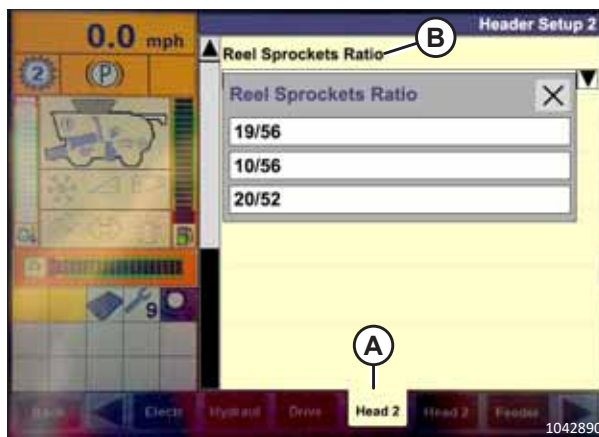 Header Setup 2
0.0 mph
B
Reel Sprockets Ratio
2
P
Reel Sprockets Ratio
19/56
10/56
20/52
9
A
Back
Electr
Hydraul
Drive
Head 2
Head 2
Feeder
1042890